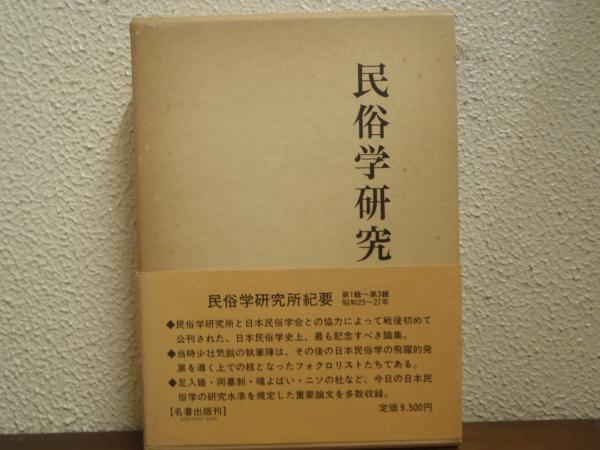 民俗学研究
民俗学研究所紀要 第1輯〜第3輯
昭和25〜27年
◆民俗学研究所と日本民俗学会との協力によって戦後初めて
公刊された、日本民俗学史上、最も記念すべき論集。
◆当時少壮気鋭の執筆陣は、その後の日本民俗学の飛躍的発
展を導く上での核となったフォクロリストたちである。
◆足入婚・両墓制・魂よばい・ニソの杜など、今日の日本民
俗学の研究水準を規定した重要論文を多数収録。
【名著出版刊】 定価9,500円